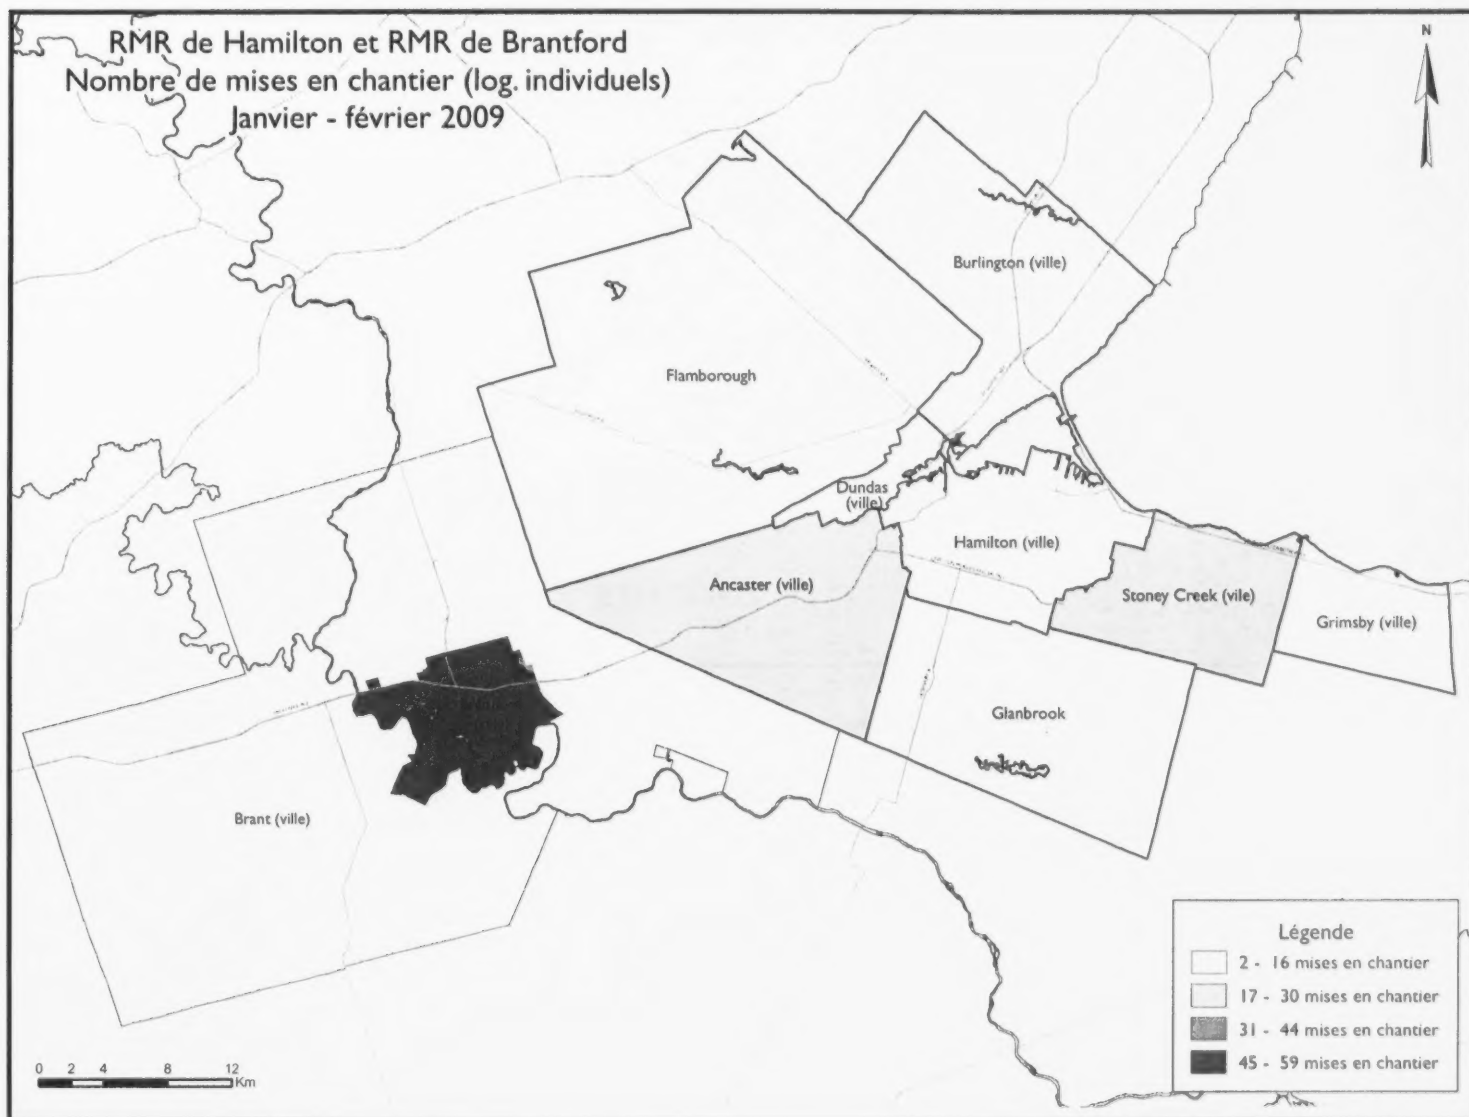 RMR de Hamilton et RMR de Brantford
Nombre de mises en chantier (log. individuels)
Janvier - février 2009
N
Burlington (ville)
Flamborough
Dundas
(ville)
Hamilton (ville)
Ancaster (ville)
Stoney Creek (vile)
Grimsby (ville)
Glanbrook
Brant (ville)
Légende
2 - 16 mises en chantier
17 - 30 mises en chantier
31 - 44 mises en chantier
45 - 59 mises en chantier
0 2 4 8 12
Km